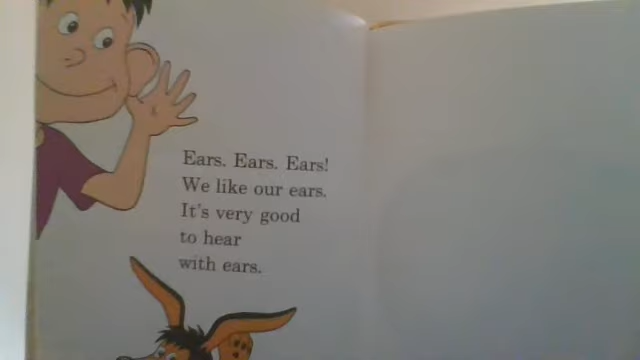 Ears. Ears. Ears!
We like our ears.
It's very good
to hear
with ears.